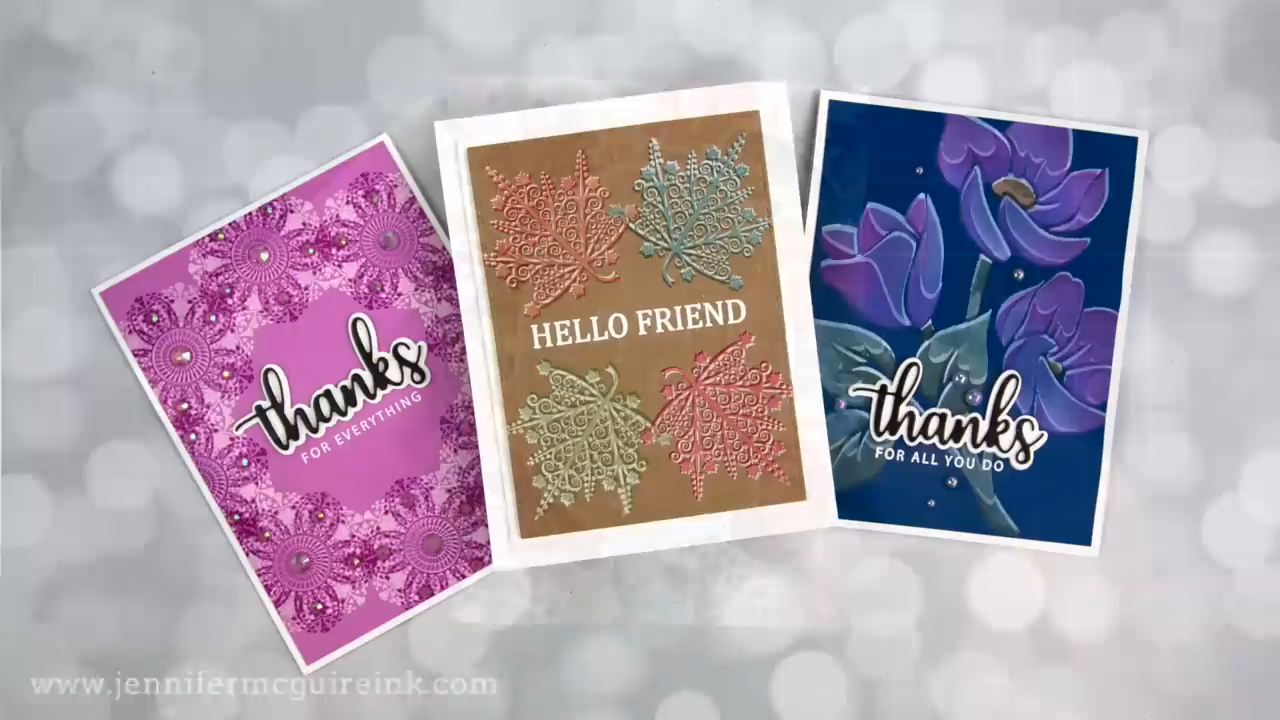 thanks
FOR EVERYTHING
HELLO FRIEND
thanks
FOR ALL YOU DO
www.jennifermcguireink.com